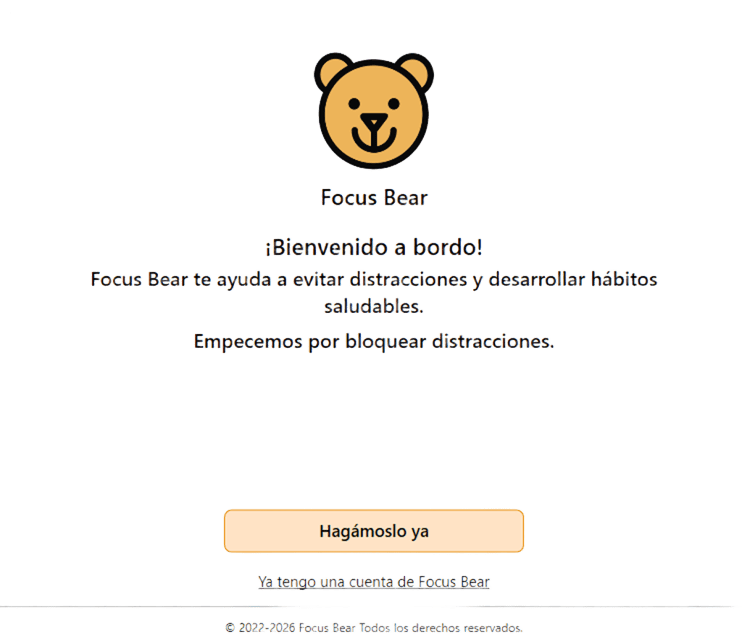 Focus Bear
¡Bienvenido a bordo!
Focus Bear te ayuda a evitar distracciones y desarrollar hábitos
saludables.
Empecemos por bloquear distracciones.
Hagámoslo ya
Ya tengo una cuenta de Focus Bear
© 2022-2026 Focus Bear Todos los derechos reservados.